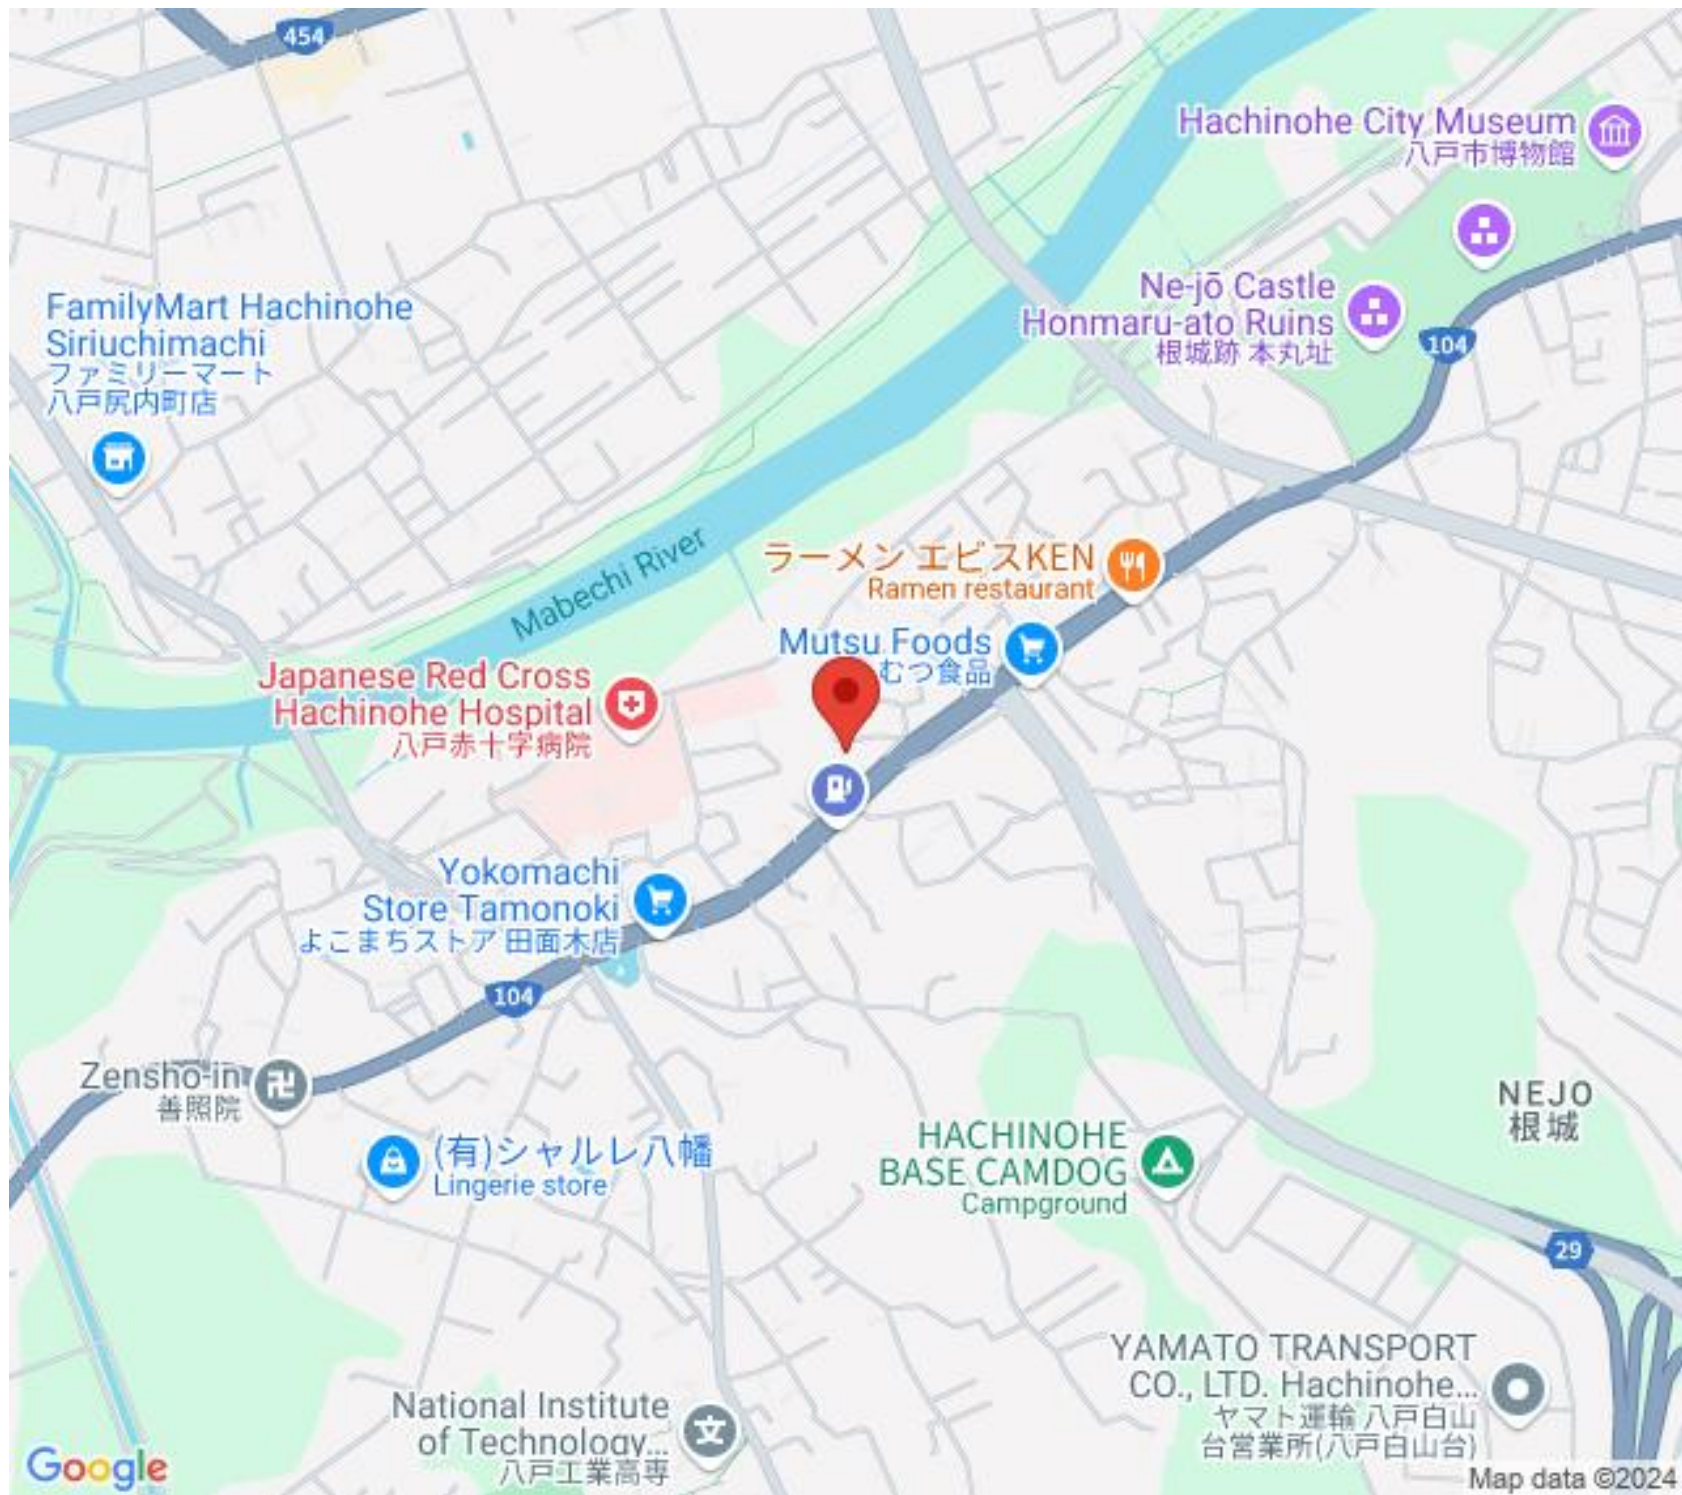 454
Hachinohe City Museum
八戸市博物館
Ne-jō Castle
Honmaru-ato Ruins
根城跡 本丸址
104
FamilyMart Hachinohe
Siriuchimachi
ファミリーマート
八戸尻内町店
Mabechi River
ラーメン エビスKEN
Ramen restaurant
Mutsu Foods
むつ食品
Japanese Red Cross
Hachinohe Hospital
八戸赤十字病院
Yokomachi
Store Tamonoki
よこまちストア 田面木店
104
Zensho-in
善照院
(有)シャルレ八幡
Lingerie store
HACHINOHE
BASE CAMDOG
Campground
NEJO
根城
29
YAMATO TRANSPORT
CO., LTD. Hachinohe...
ヤマト運輸 八戸白山
台営業所(八戸白山台)
National Institute
of Technology...
八戸工業高専
文
Google
Map data ©2024